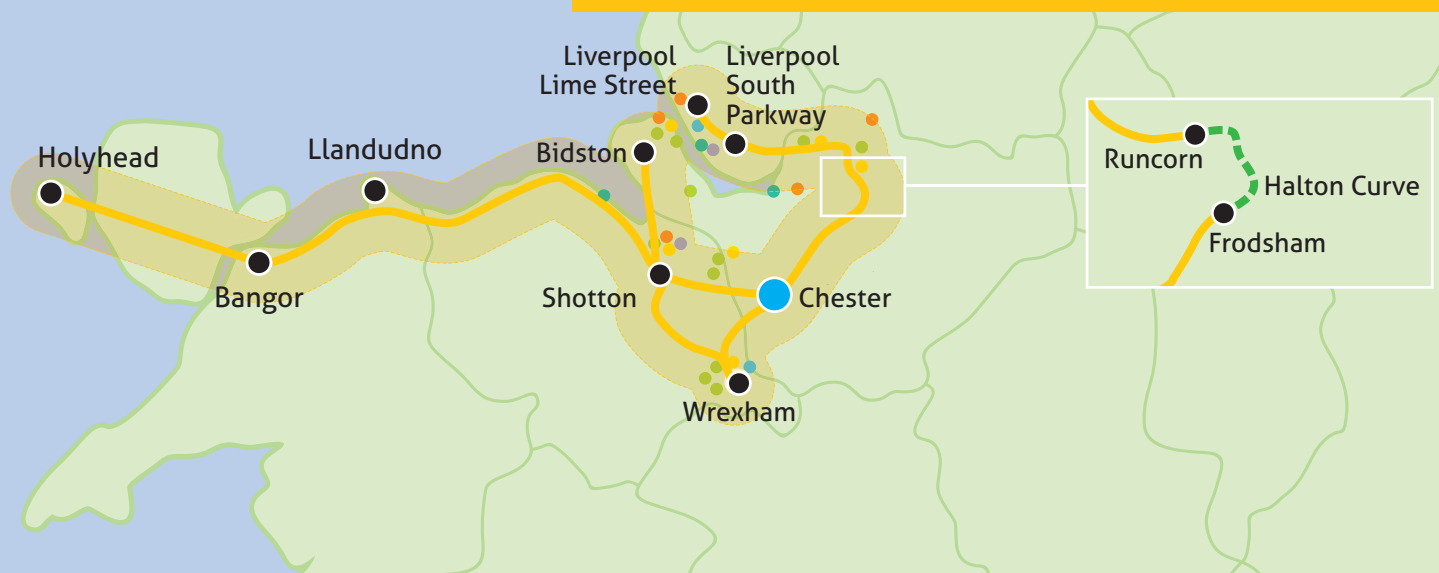 Liverpool
Lime Street
Liverpool
South
Parkway
Holyhead
Llandudno
Bidston
Runcorn
Halton Curve
Frodsham
Bangor
Shotton
Chester
Wrexham